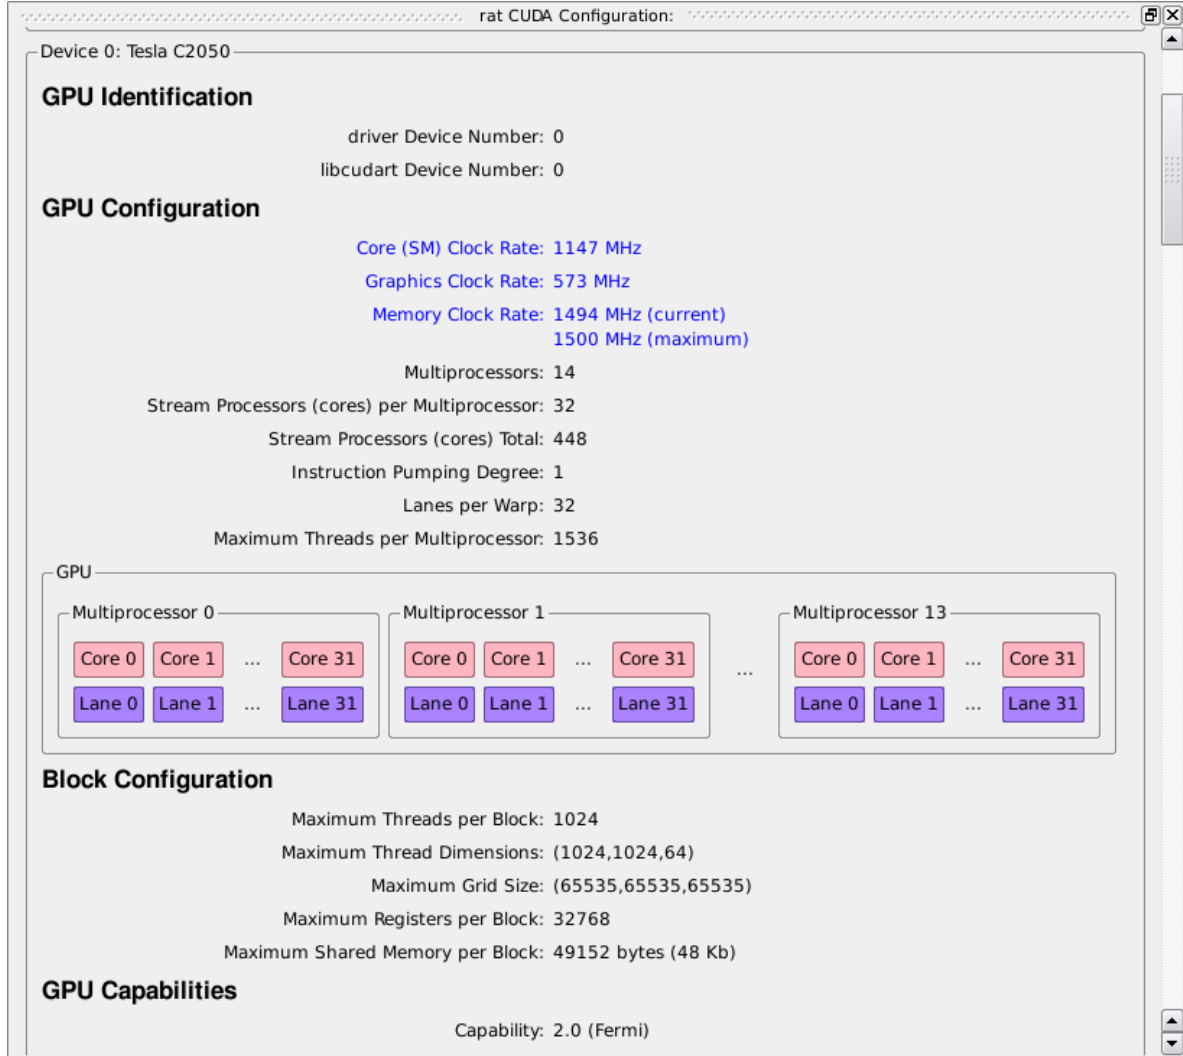 rat CUDA Configuration:
Device 0: Tesla C2050
GPU Identification
driver Device Number: 0
libcudart Device Number: 0
GPU Configuration
Core (SM) Clock Rate: 1147 MHz
Graphics Clock Rate: 573 MHz
Memory Clock Rate: 1494 MHz (current)
1500 MHz (maximum)
Multiprocessors: 14
Stream Processors (cores) per Multiprocessor: 32
Stream Processors (cores) Total: 448
Instruction Pumping Degree: 1
Lanes per Warp: 32
Maximum Threads per Multiprocessor: 1536
GPU
Multiprocessor 0 Multiprocessor 1 Multiprocessor 13
Core 0 Core 1 ... Core 31 Core 0 Core 1 ... Core 31 ... Core 0 Core 1 ... Core 31
Lane 0 Lane 1 ... Lane 31 Lane 0 Lane 1 ... Lane 31 Lane 0 Lane 1 ... Lane 31
Block Configuration
Maximum Threads per Block: 1024
Maximum Thread Dimensions: (1024,1024,64)
Maximum Grid Size: (65535,65535,65535)
Maximum Registers per Block: 32768
Maximum Shared Memory per Block: 49152 bytes (48 Kb)
GPU Capabilities
Capability: 2.0 (Fermi)